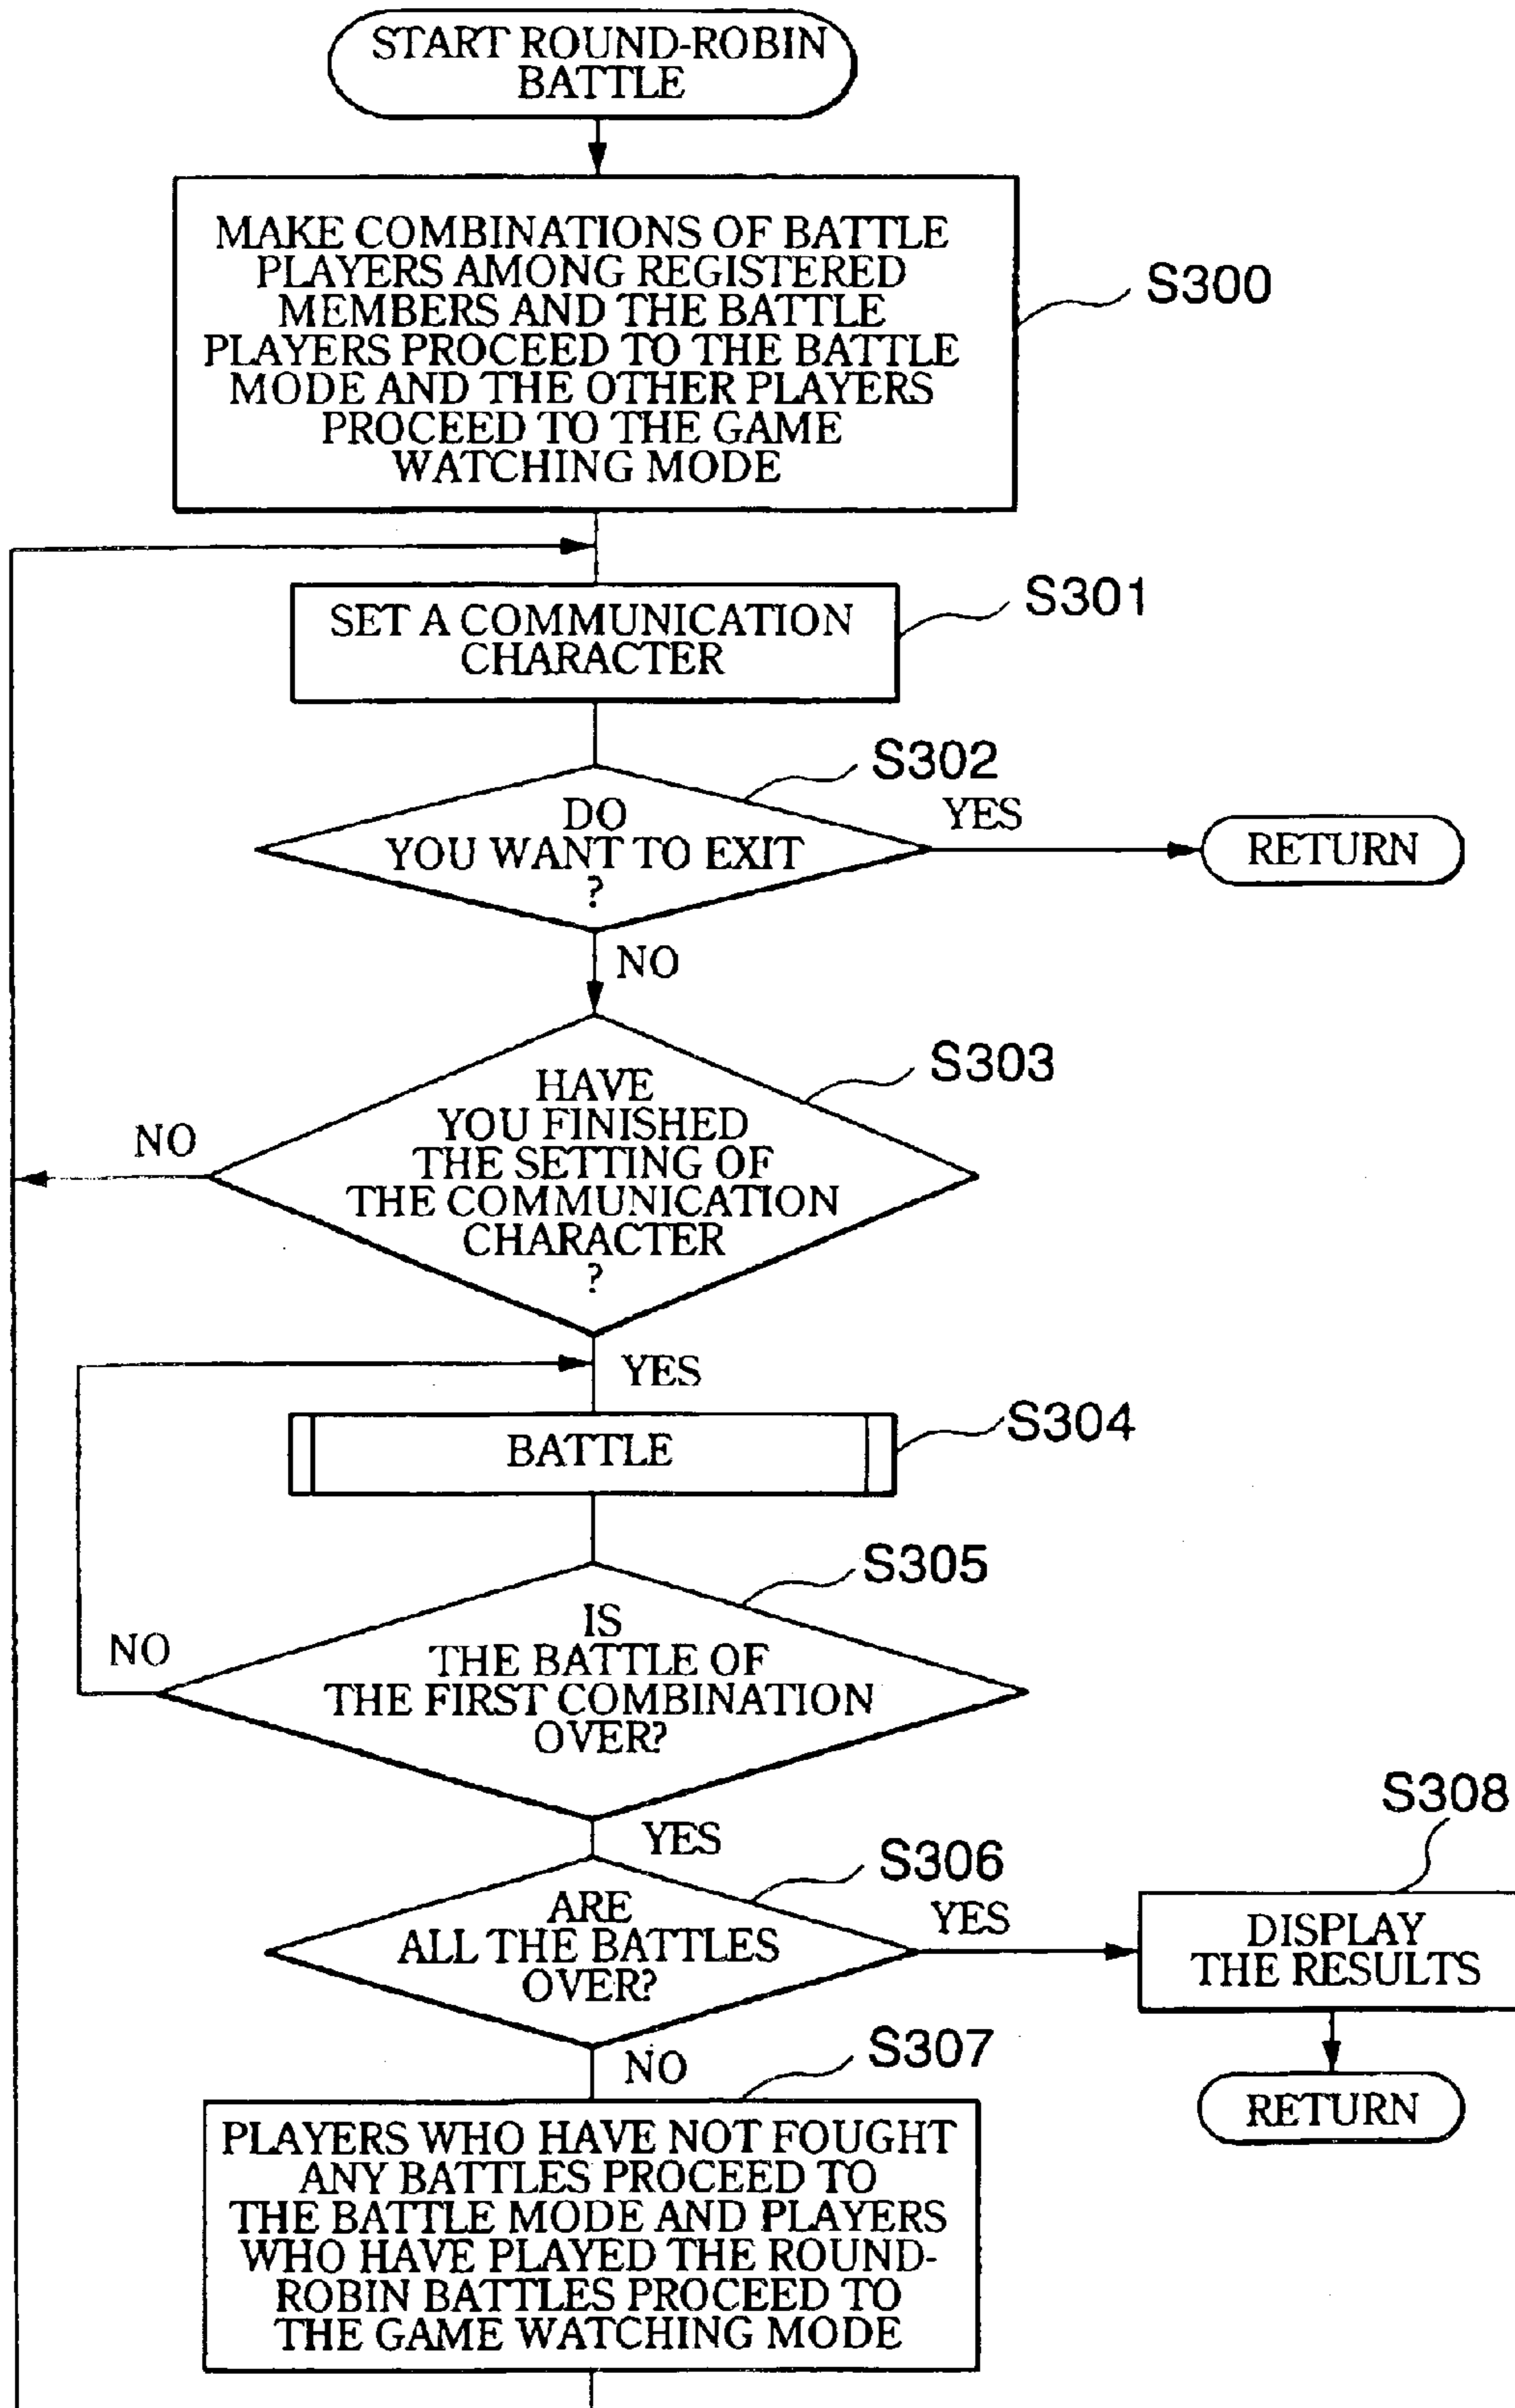 START ROUND-ROBIN
BATTLE
MAKE COMBINATIONS OF BATTLE
PLAYERS AMONG REGISTERED
MEMBERS AND THE BATTLE
PLAYERS PROCEED TO THE BATTLE
MODE AND THE OTHER PLAYERS
PROCEED TO THE GAME
WATCHING MODE
S300
SET A COMMUNICATION
CHARACTER
S301
S302
DO
YOU WANT TO EXIT
?
YES
RETURN
NO
S303
HAVE
YOU FINISHED
THE SETTING OF
THE COMMUNICATION
CHARACTER
?
NO
YES
BATTLE
S304
S305
IS
THE BATTLE OF
THE FIRST COMBINATION
OVER?
NO
YES
S306
ARE
ALL THE BATTLES
OVER?
YES
S308
DISPLAY
THE RESULTS
RETURN
NO
S307
PLAYERS WHO HAVE NOT FOUGHT
ANY BATTLES PROCEED TO
THE BATTLE MODE AND PLAYERS
WHO HAVE PLAYED THE ROUND-
ROBIN BATTLES PROCEED TO
THE GAME WATCHING MODE